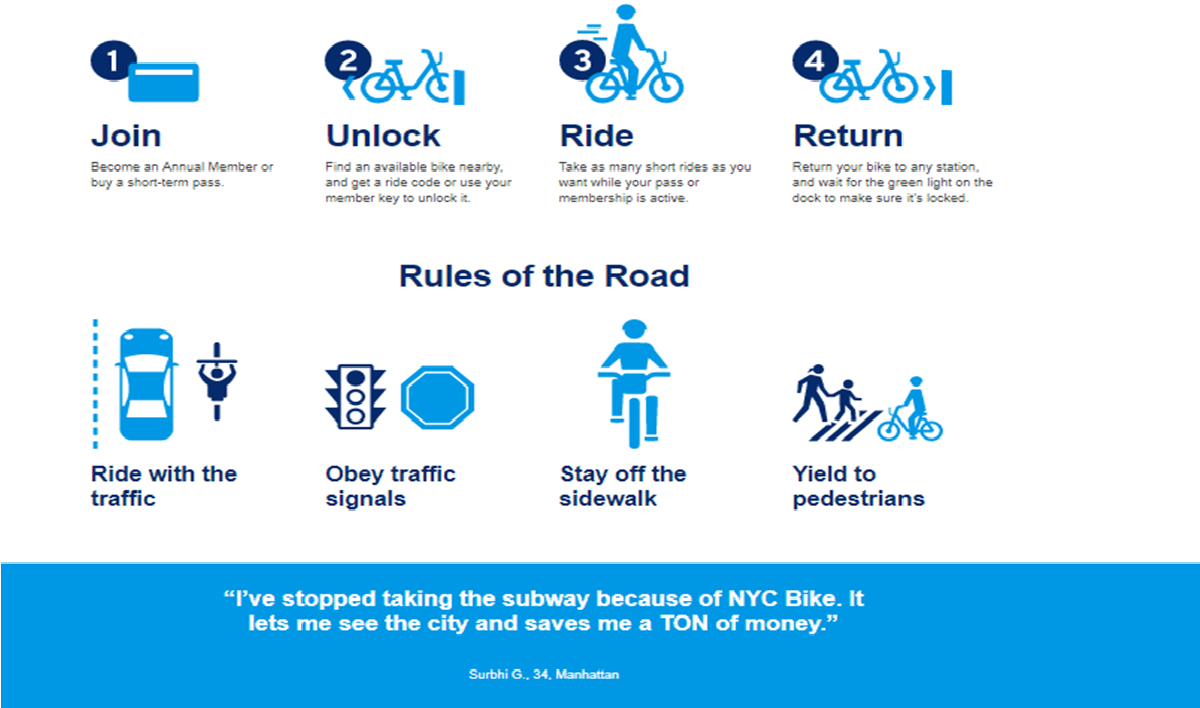 1
Join
Become an Annual Member or
buy a short-term pass.
2
Unlock
Find an available bike nearby,
and get a ride code or use your
member key to unlock it.
3
Ride
Take as many short rides as you
want while your pass or
membership is active.
4
Return
Return your bike to any station,
and wait for the green light on the
dock to make sure it's locked.
Rules of the Road
Ride with the
traffic
Obey traffic
signals
Stay off the
sidewalk
Yield to
pedestrians
“I’ve stopped taking the subway because of NYC Bike. It
lets me see the city and saves me a TON of money.”
Surbhi G., 34, Manhattan